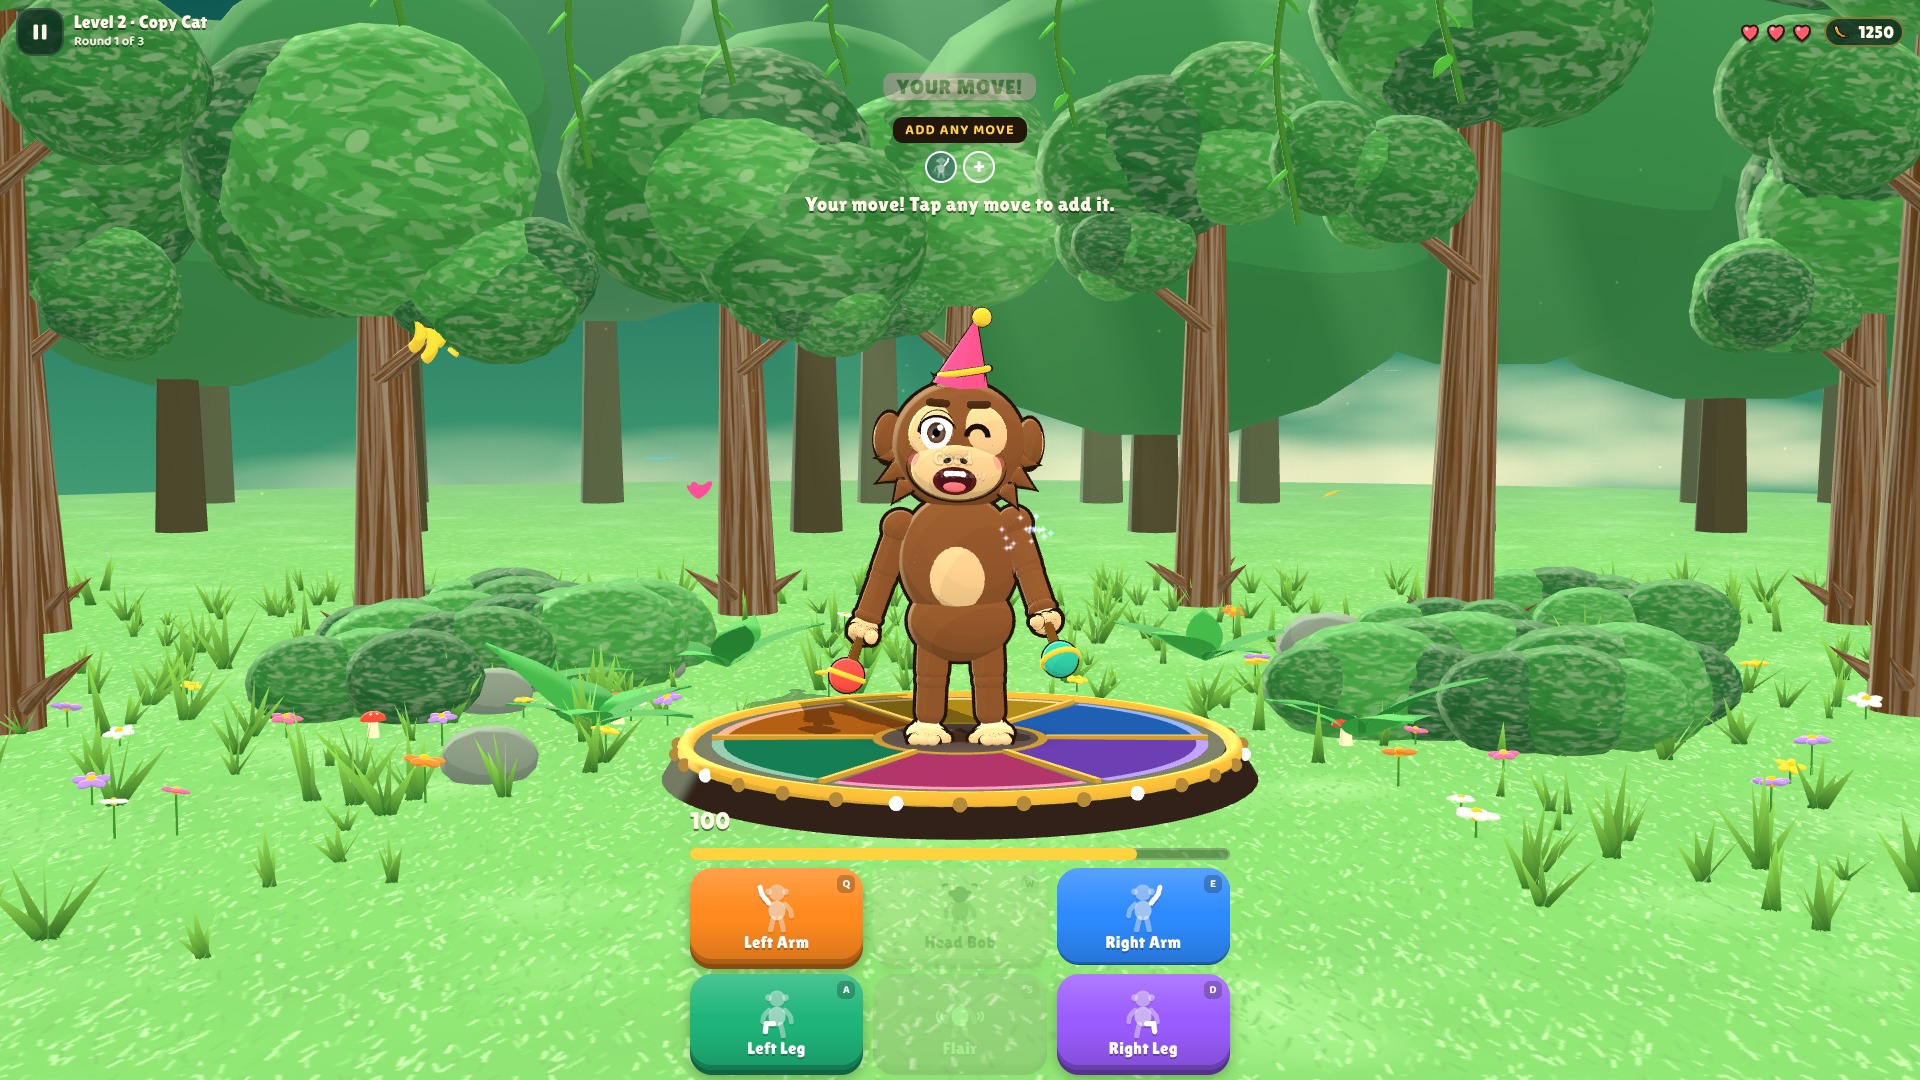 Level 2 · Copy Cat
Round 1 of 3
1250
YOUR MOVE!
ADD ANY MOVE
+
Your move! Tap any move to add it.
100
Q
Left Arm
W
Head Bob
E
Right Arm
A
Left Leg
S
Flair
D
Right Leg